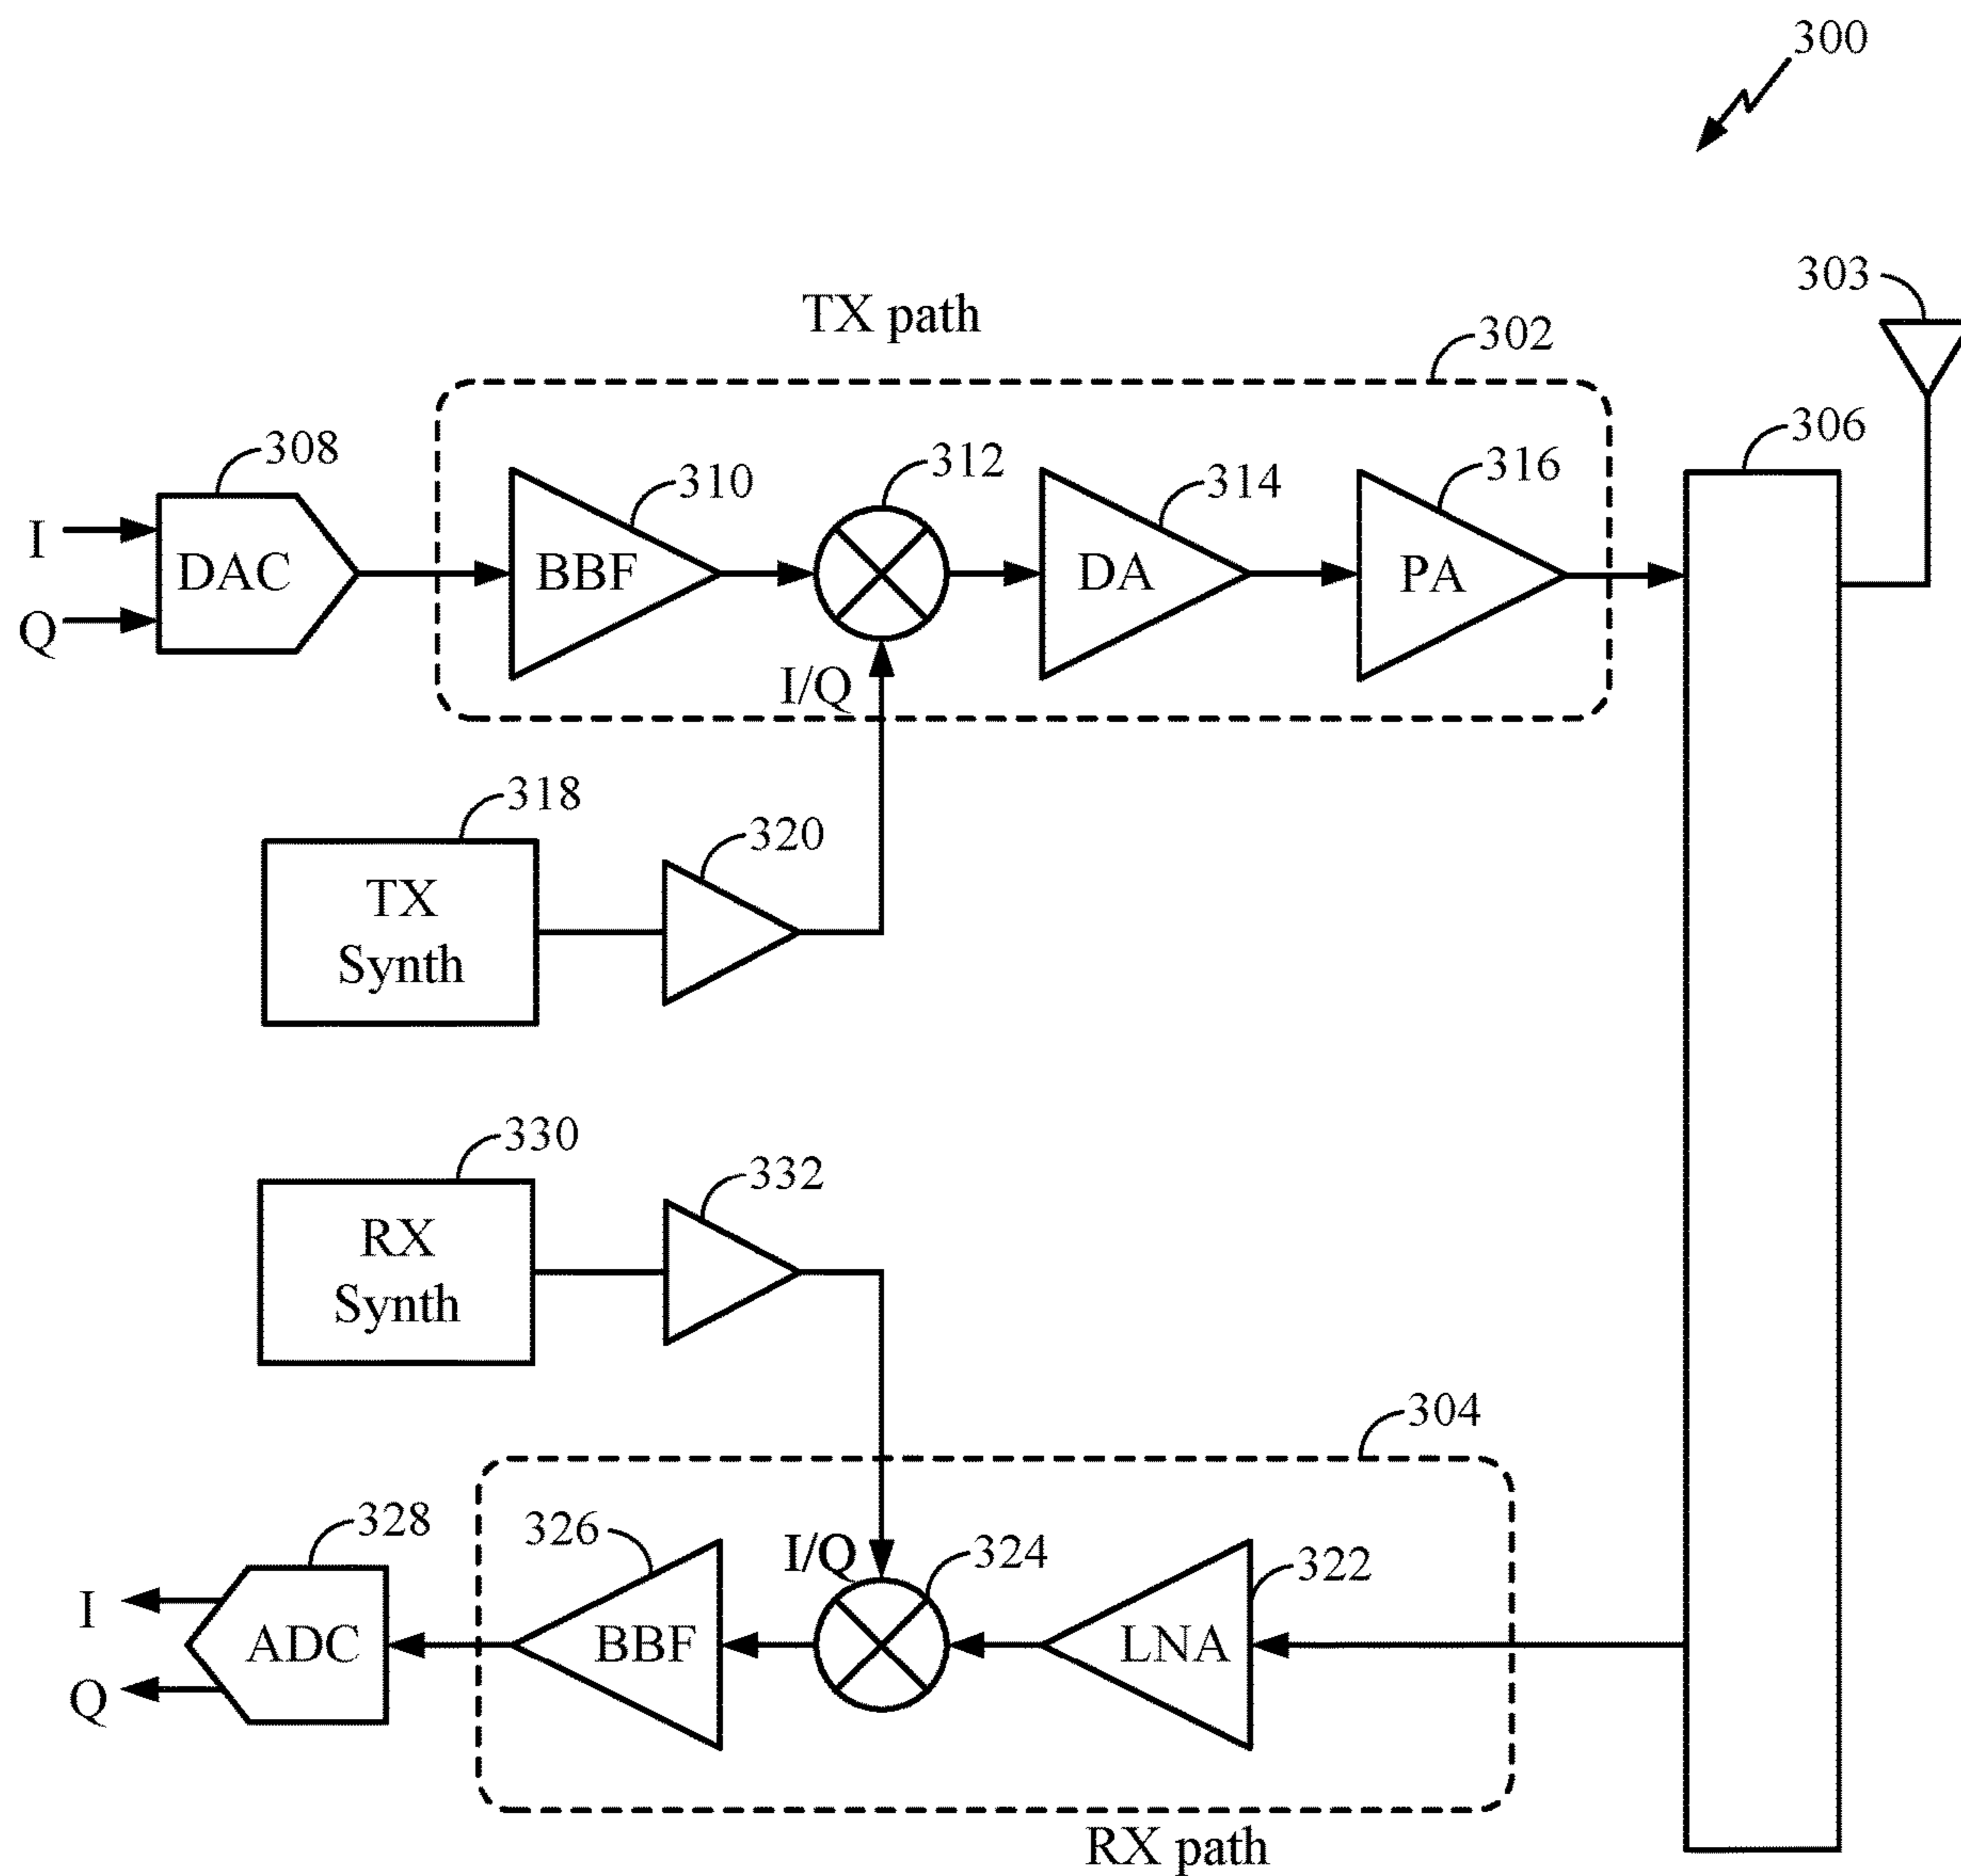 300
303
TX path
302
306
308
310
312
314
316
I
DAC
BBF
DA
PA
Q
I/Q
318
320
TX
Synth
330
332
RX
Synth
304
328
326
I/Q
324
322
I
ADC
BBF
LNA
Q
RX path